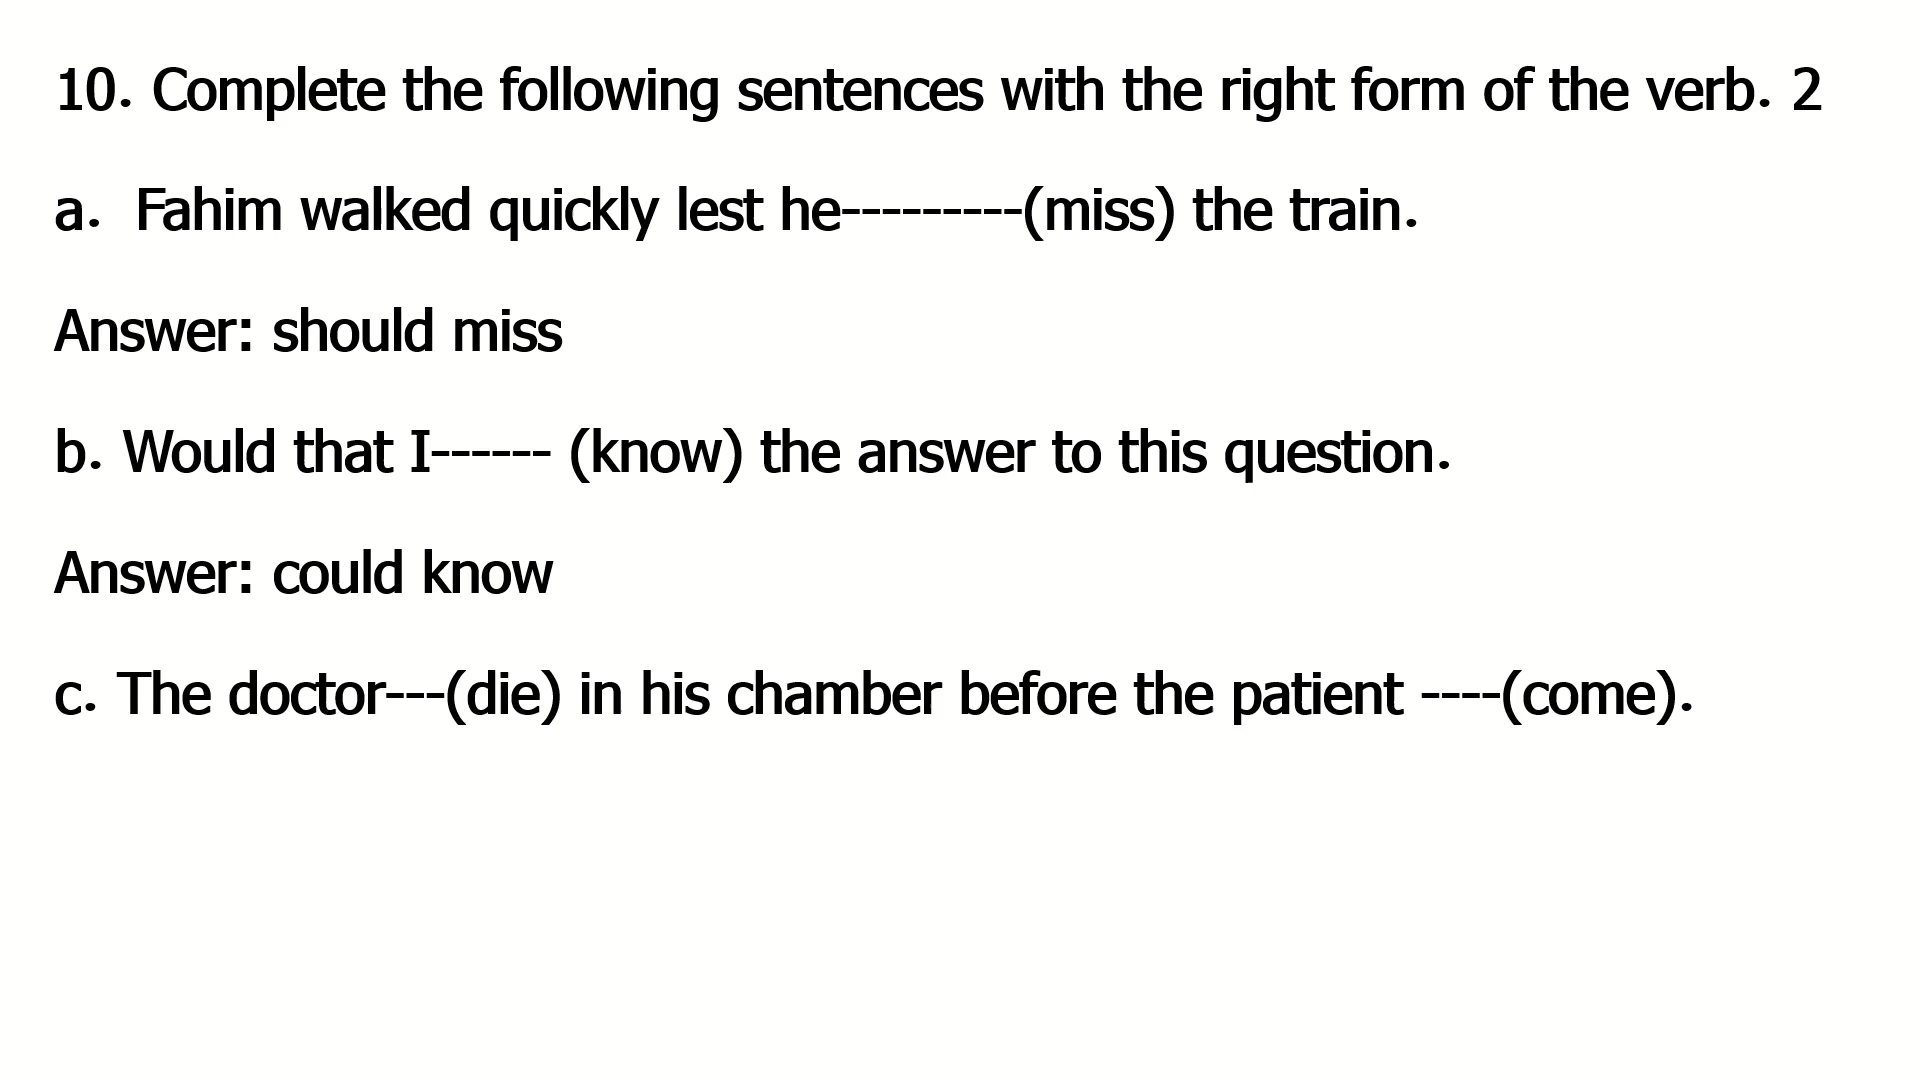 10. Complete the following sentences with the right form of the verb. 2
a.  Fahim walked quickly lest he---------(miss) the train.
Answer: should miss
b. Would that I------ (know) the answer to this question.
Answer: could know
c. The doctor---(die) in his chamber before the patient ----(come).